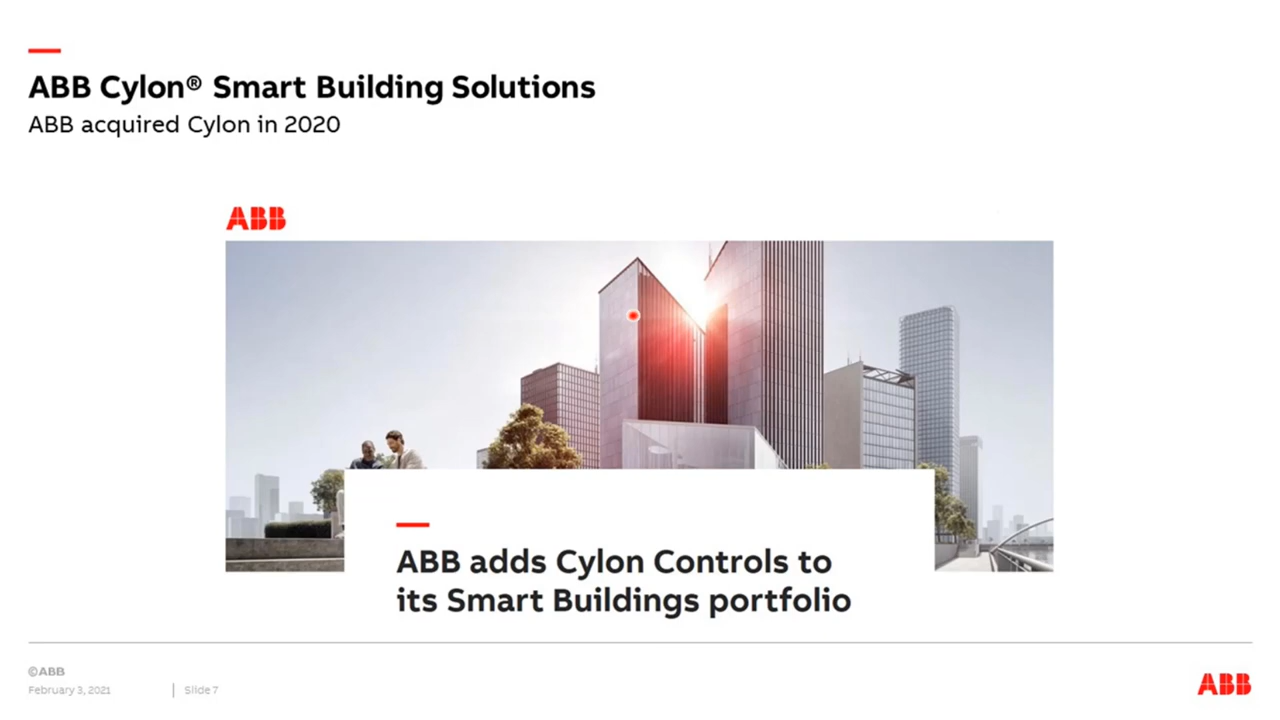 ABB Cylon® Smart Building Solutions
ABB acquired Cylon in 2020
ABB
ABB adds Cylon Controls to
its Smart Buildings portfolio
©ABB
February 3, 2021 | Slide 7
ABB